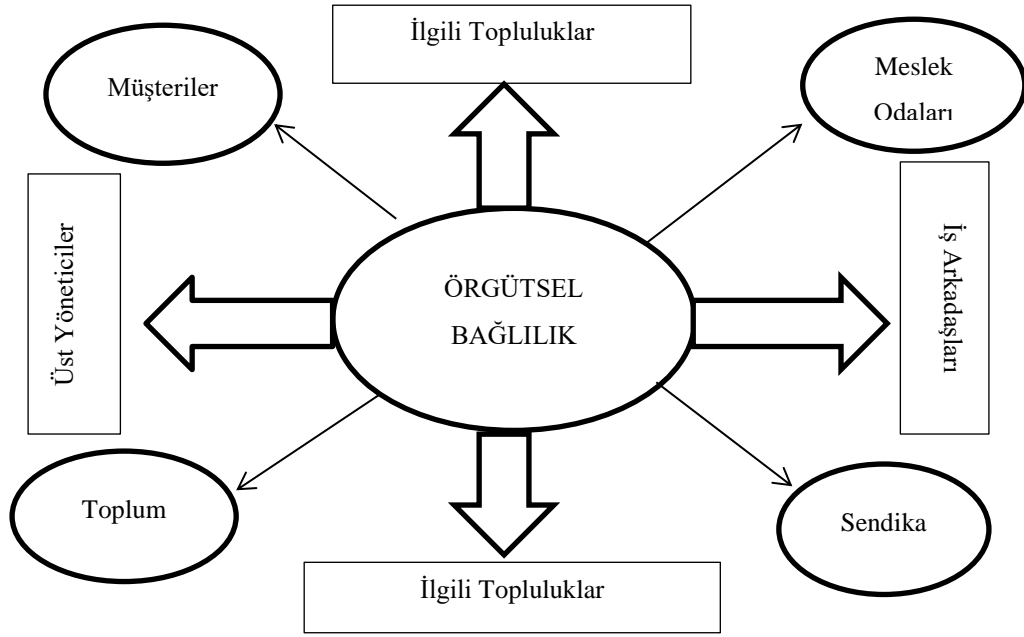 İlgili Topluluklar
Müşteriler
Meslek
Odaları
Üst Yöneticiler
ÖRGÜTSEL
BAĞLILIK
İş Arkadaşları
Toplum
Sendika
İlgili Topluluklar